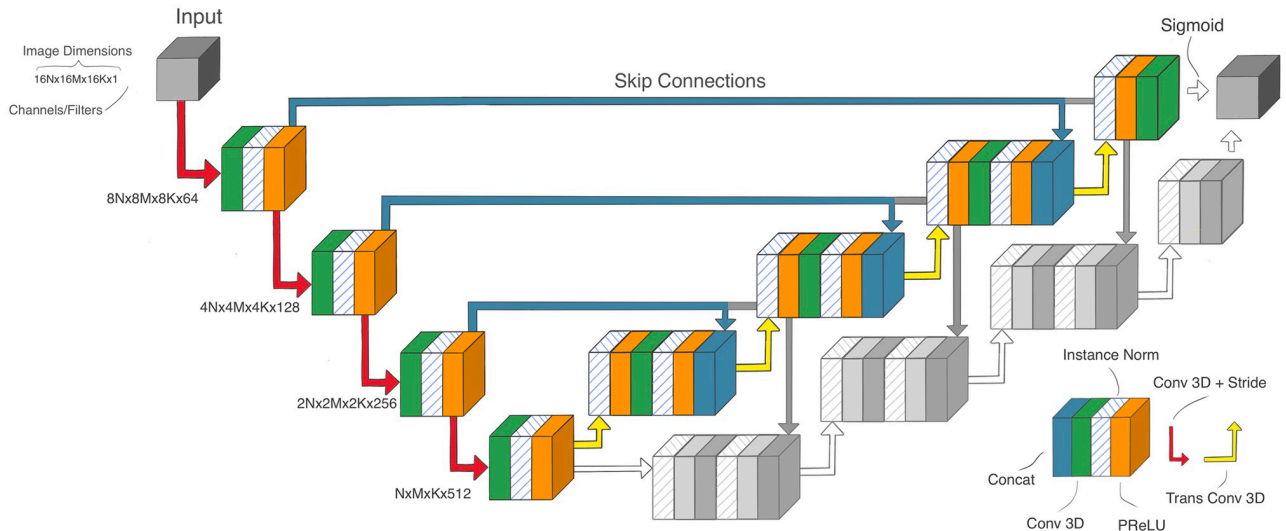 Input
Image Dimensions
16Nx16Mx16Kx1
Channels/Filters
Skip Connections
Sigmoid
8Nx8Mx8Kx64
4Nx4Mx4Kx128
2Nx2Mx2Kx256
NxMxKx512
Instance Norm
Conv 3D + Stride
Concat
Trans Conv 3D
Conv 3D
PReLU